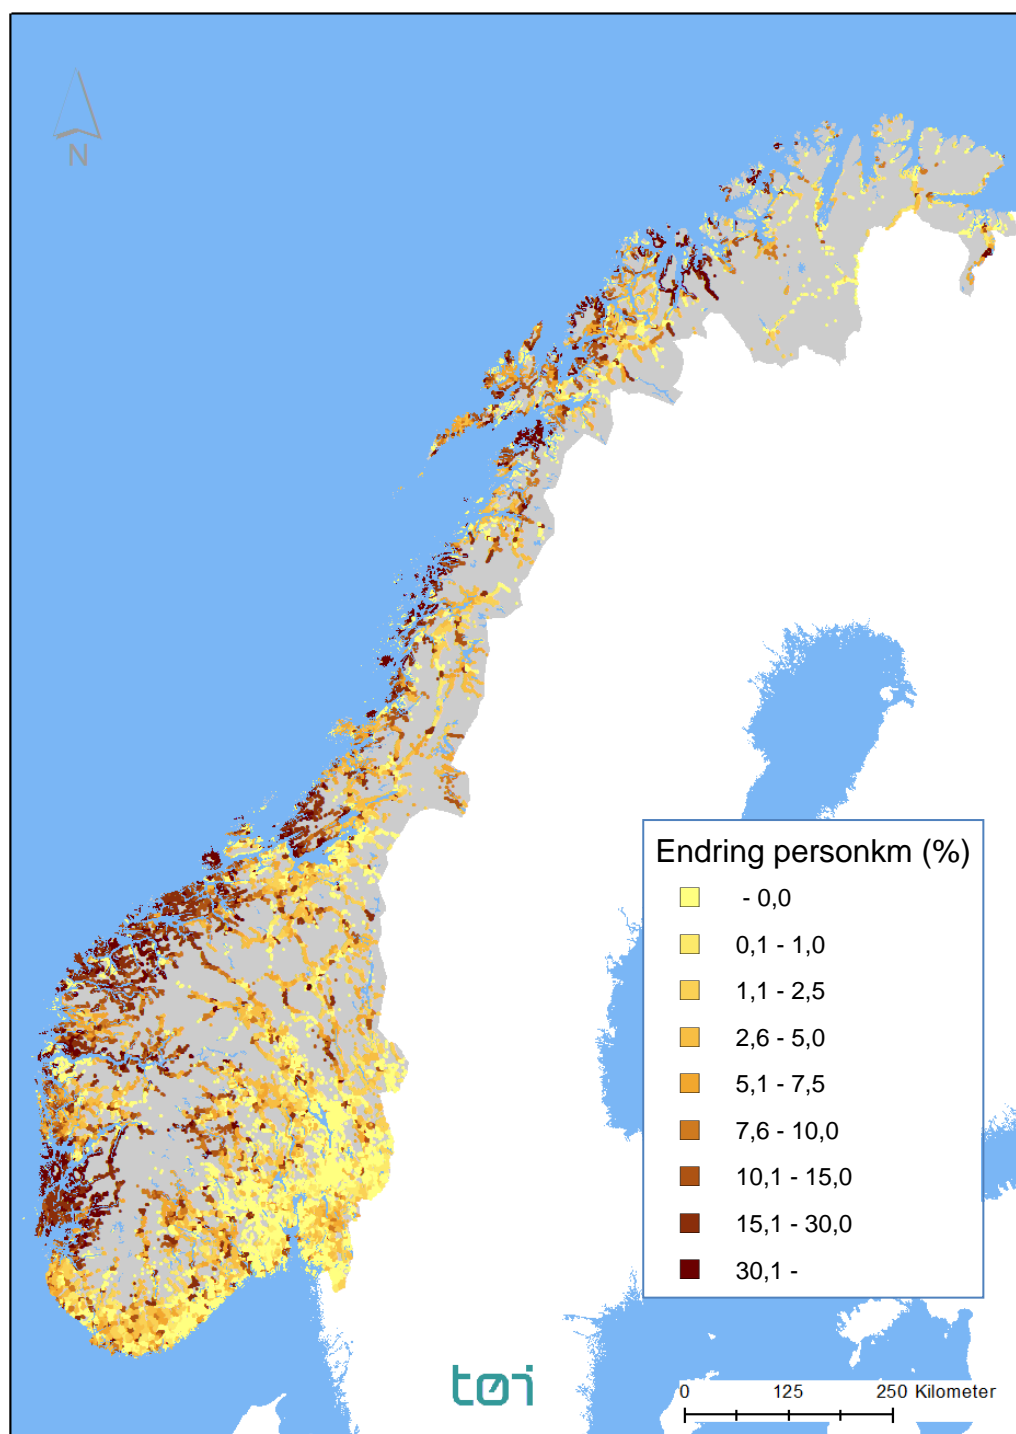 N
Endring personkm (%)
- 0,0
0,1 - 1,0
1,1 - 2,5
2,6 - 5,0
5,1 - 7,5
7,6 - 10,0
10,1 - 15,0
15,1 - 30,0
30,1 -
tøi
0 125 250 Kilometer